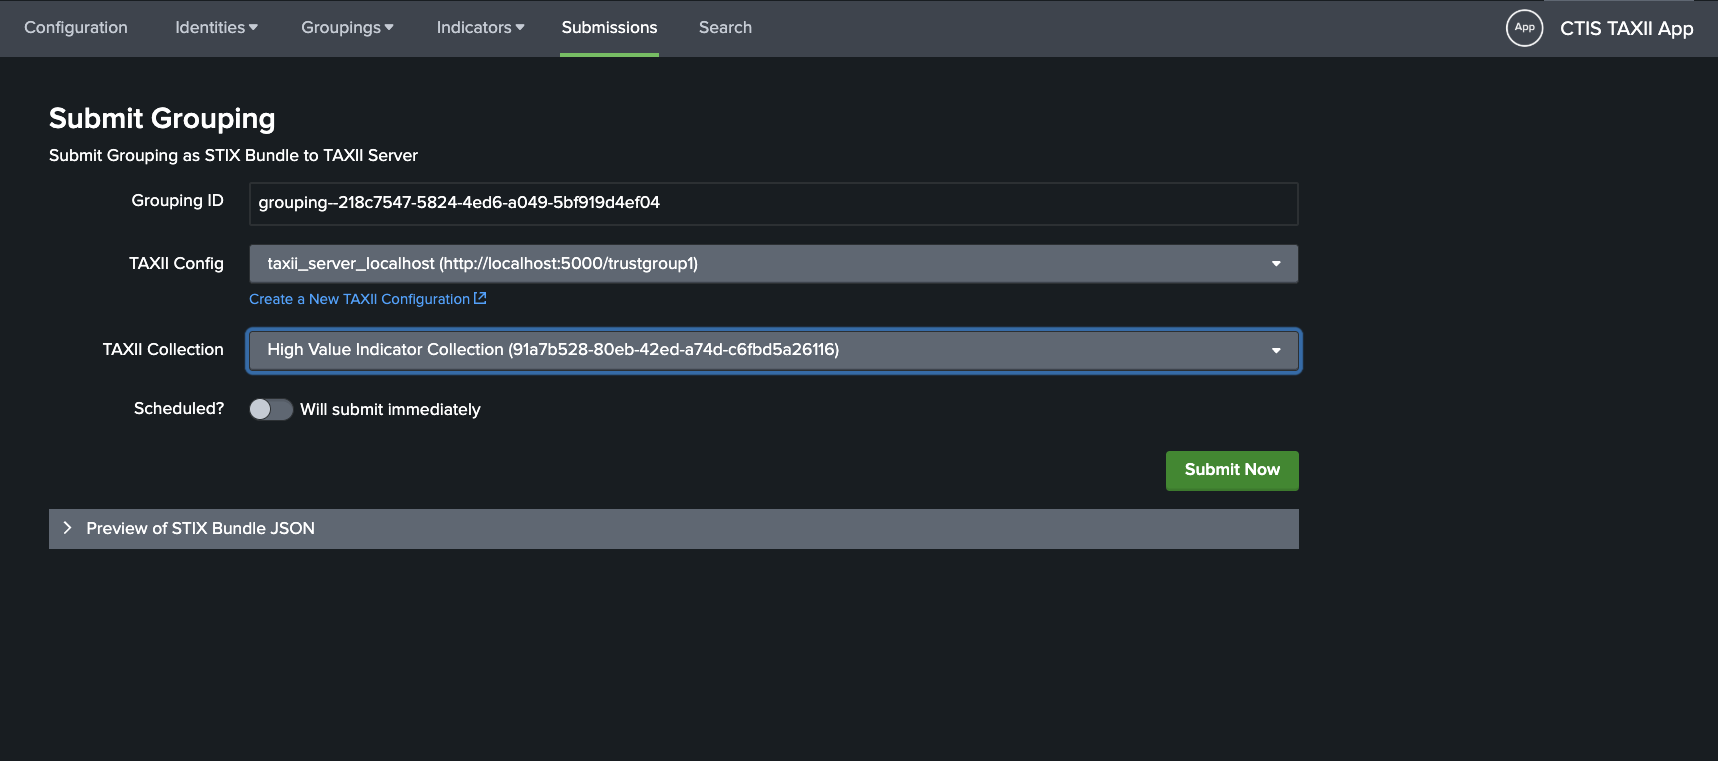 Configuration Identities Groupings Indicators Submissions Search App CTIS TAXII App
Submit Grouping
Submit Grouping as STIX Bundle to TAXII Server
Grouping ID grouping--218c7547-5824-4ed6-a049-5bf919d4ef04
TAXII Config taxii_server_localhost (http://localhost:5000/trustgroup1)
Create a New TAXII Configuration
TAXII Collection High Value Indicator Collection (91a7b528-80eb-42ed-a74d-c6fbd5a26116)
Scheduled? Will submit immediately
Submit Now
Preview of STIX Bundle JSON